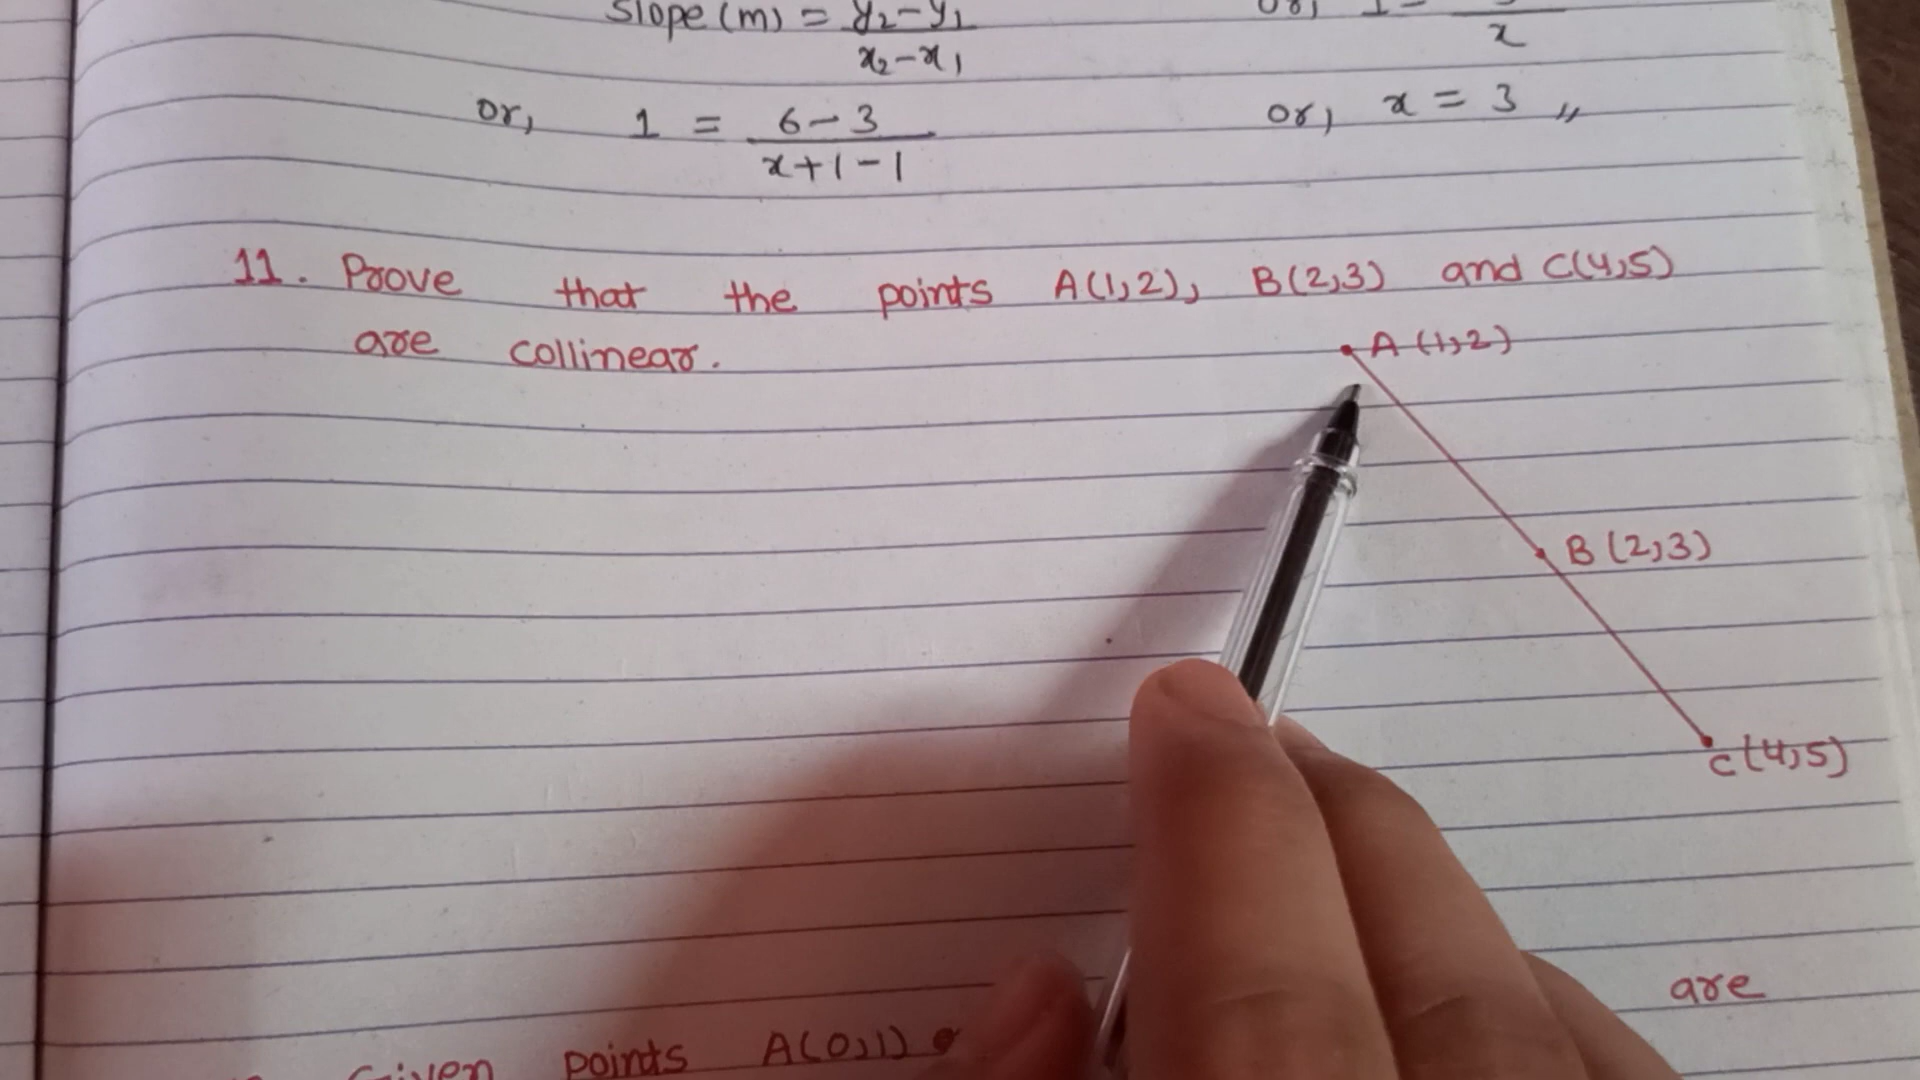 Slope (m) = y₂-y₁ / x₂-x₁
x
or, 1 = 6-3 / x+1-1
or, x = 3 ,,
11. Prove that the points A(1,2), B(2,3) and C(4,5)
are collinear.
A (1,2)
B (2,3)
C (4,5)
are
Given points A(0,1)